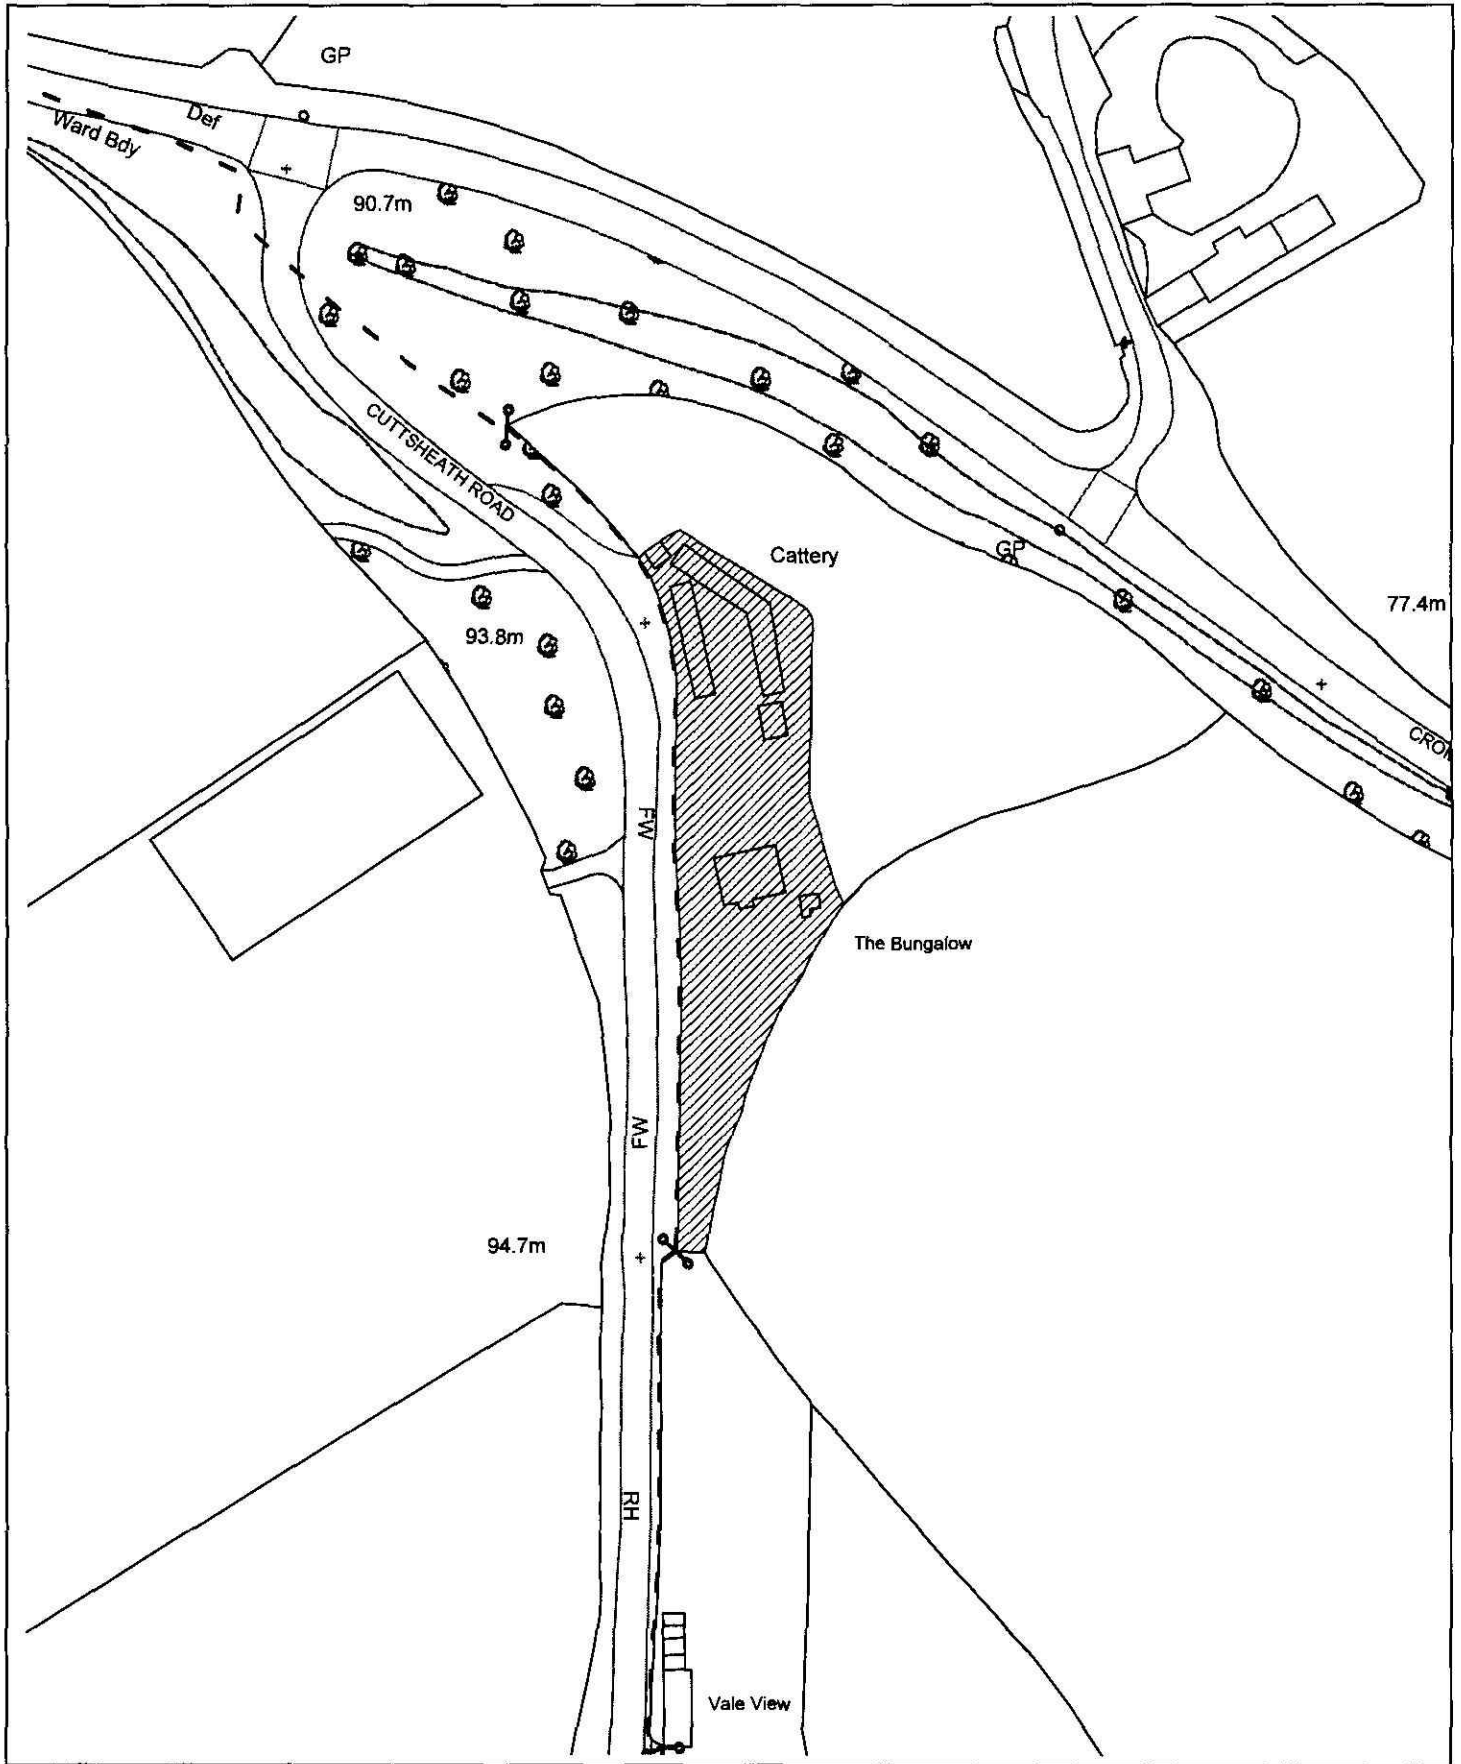 GP
Def
Ward Bdy
90.7m
CUTTSHEATH ROAD
Cattery
GP
77.4m
93.8m
CROM
FW
The Bungalow
FW
94.7m
RH
Vale View